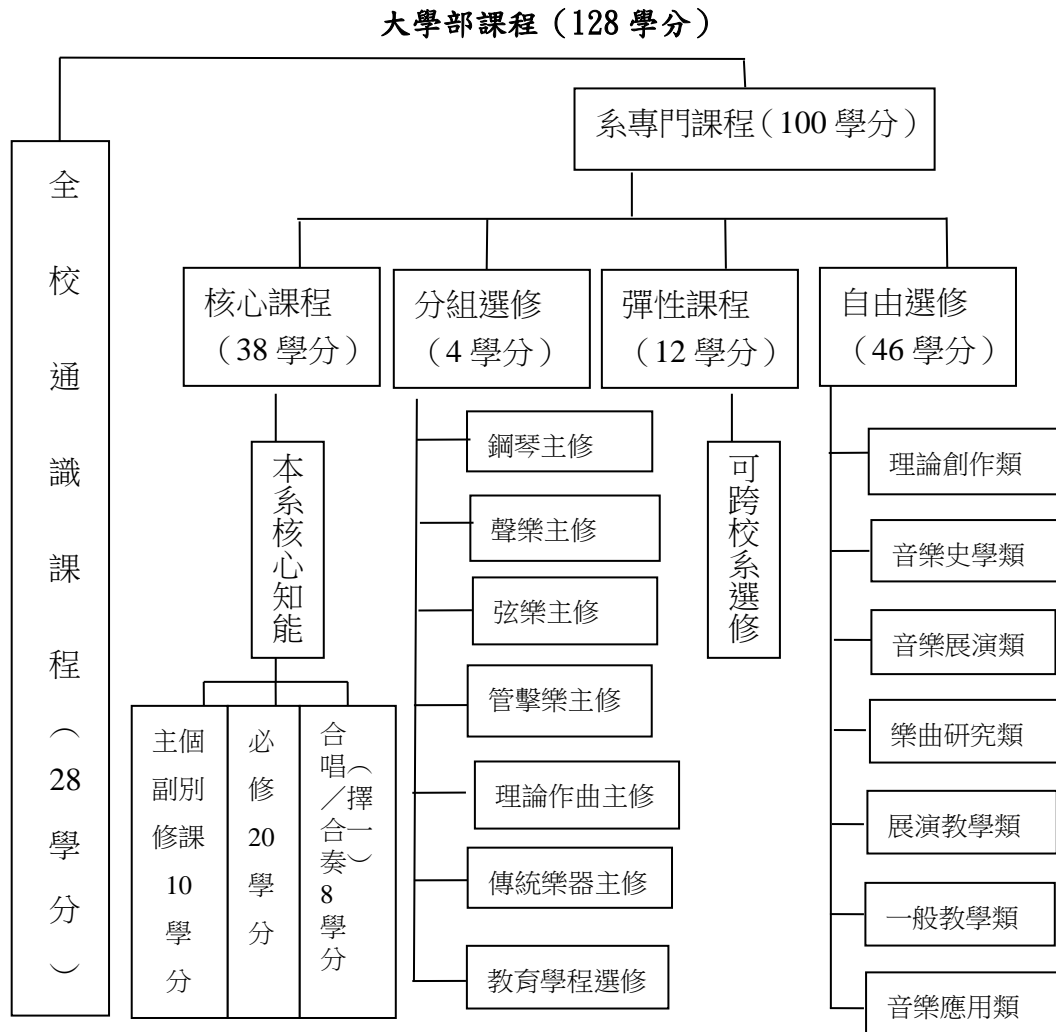 大學部課程（128 學分）
系專門課程（100 學分）
全校通識課程（28學分）
核心課程
（38 學分）
分組選修
（4 學分）
彈性課程
（12 學分）
自由選修
（46 學分）
本系核心知能
個別課
主副修
10
學
分
必
修
20
學
分
合唱／合奏
（擇一）
8
學
分
鋼琴主修
聲樂主修
弦樂主修
管擊樂主修
理論作曲主修
傳統樂器主修
教育學程選修
可跨校系選修
理論創作類
音樂史學類
音樂展演類
樂曲研究類
展演教學類
一般教學類
音樂應用類